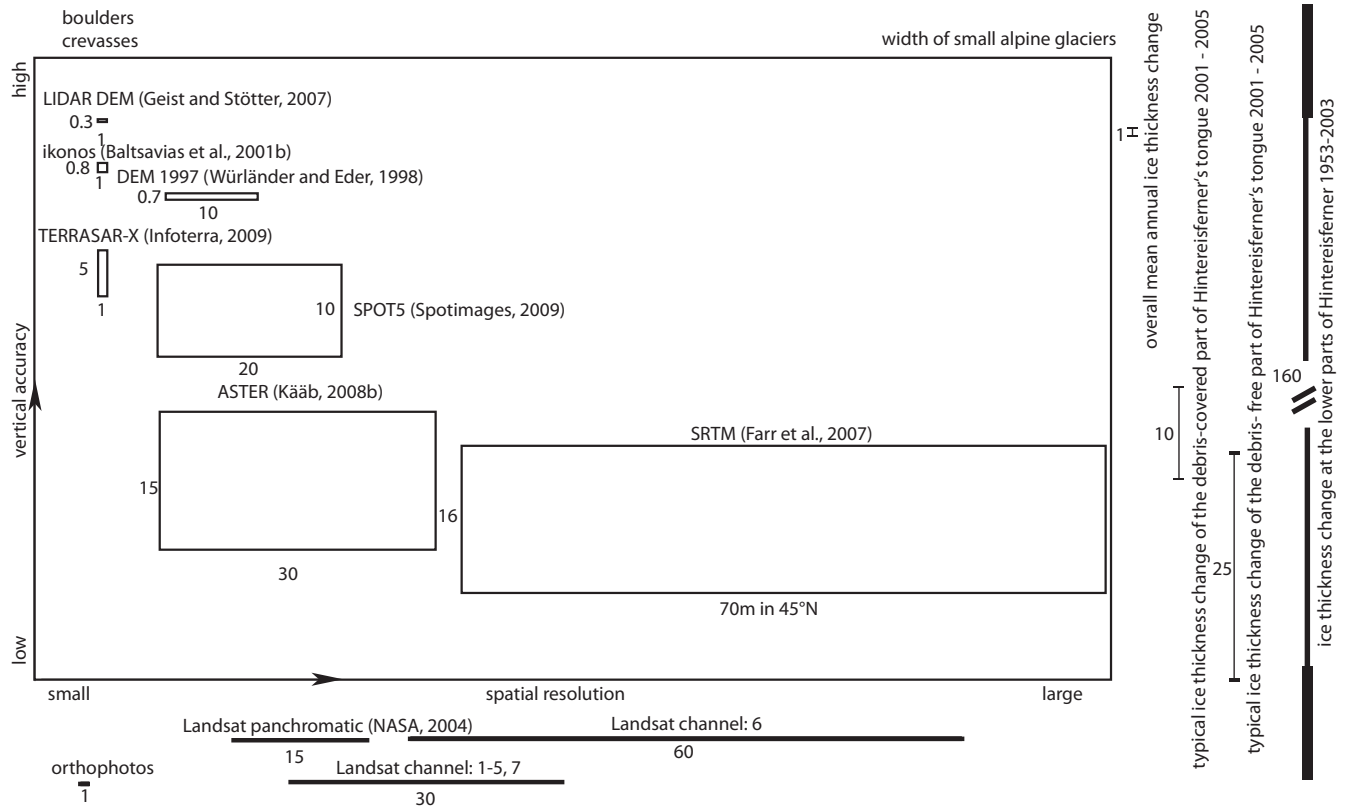 boulders
crevasses
width of small alpine glaciers
high
LIDAR DEM (Geist and Stötter, 2007)
0.3
1
ikonos (Baltsavias et al., 2001b)
0.8
1
DEM 1997 (Würländer and Eder, 1998)
0.7
10
TERRASAR-X (Infoterra, 2009)
5
1
10
SPOT5 (Spotimages, 2009)
20
vertical accuracy
ASTER (Kääb, 2008b)
15
30
SRTM (Farr et al., 2007)
16
70m in 45°N
low
small
spatial resolution
large
Landsat panchromatic (NASA, 2004)
15
Landsat channel: 6
60
orthophotos
1
Landsat channel: 1-5, 7
30
1
overall mean annual ice thickness change
10
typical ice thickness change of the debris-covered part of Hintereisferner's tongue 2001 - 2005
25
typical ice thickness change of the debris- free part of Hintereisferner's tongue 2001 - 2005
160
ice thickness change at the lower parts of Hintereisferner 1953-2003